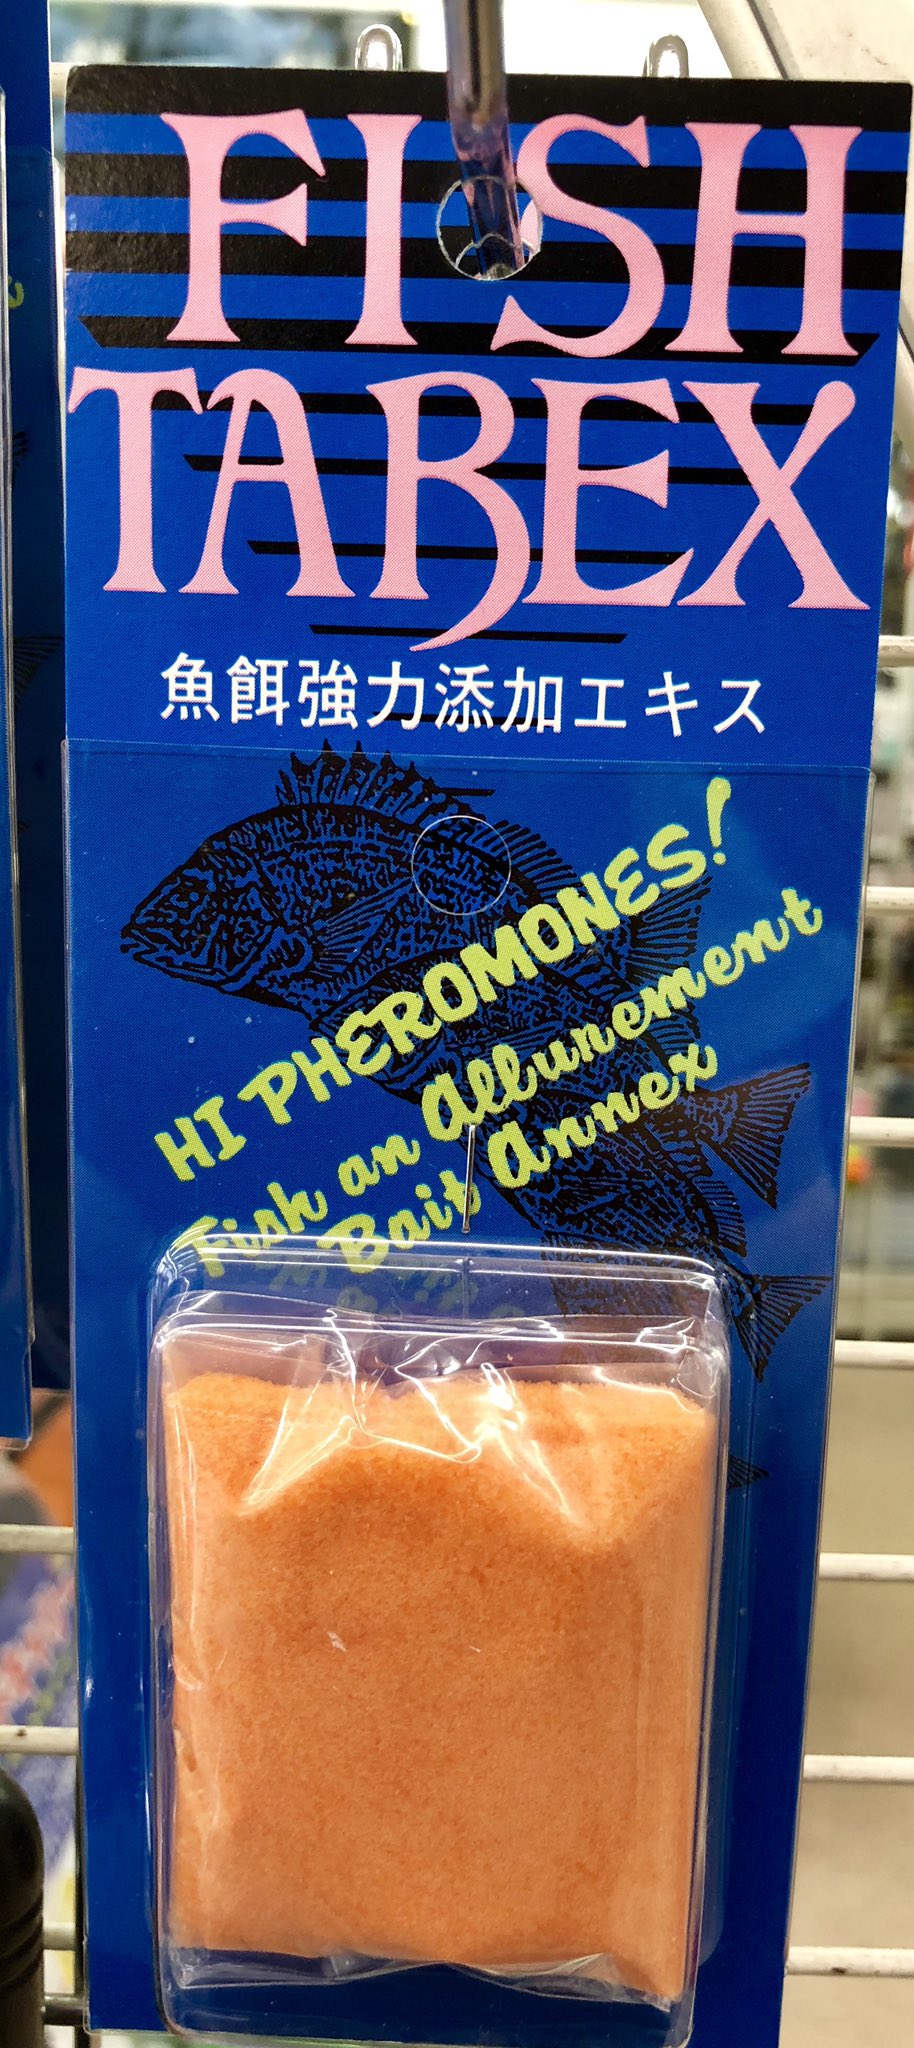 FISH
TABEX
魚餌強力添加エキス
HI PHEROMONES!
Fish an Allurement
Bait Annex